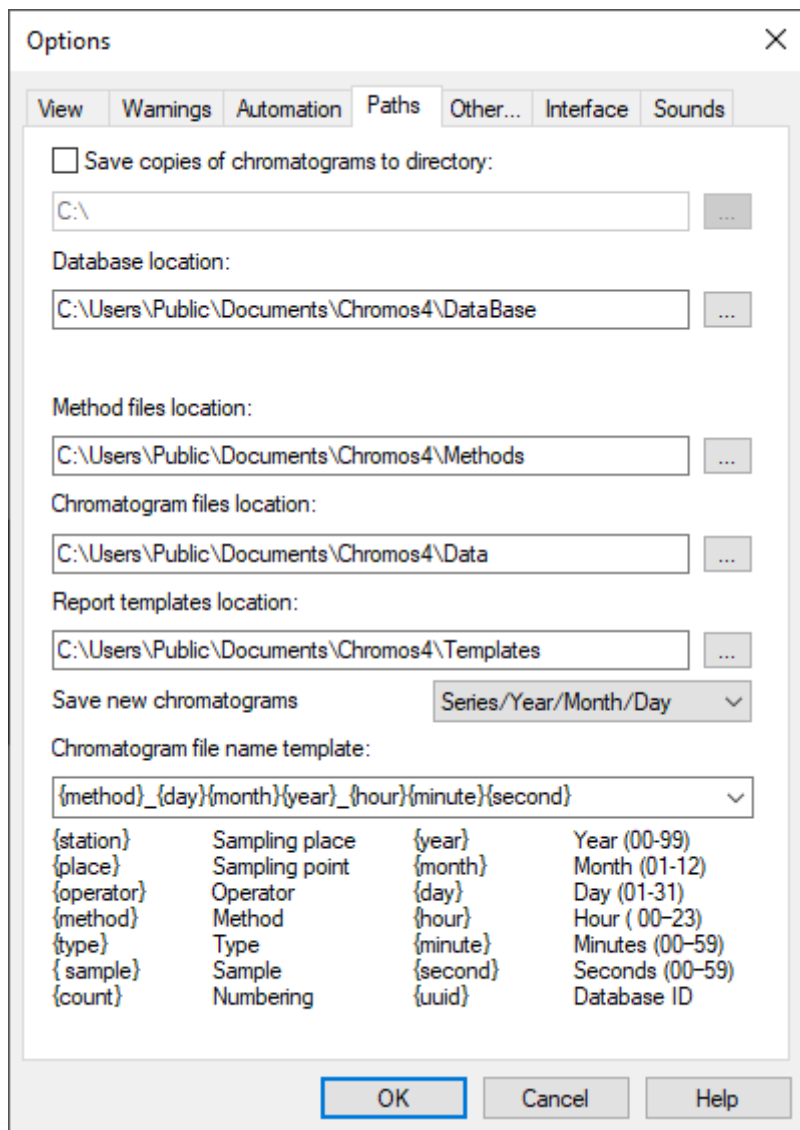 Options
View Warnings Automation Paths Other... Interface Sounds
Save copies of chromatograms to directory:
C:\ ...
Database location:
C:\Users\Public\Documents\Chromos4\DataBase ...
Method files location:
C:\Users\Public\Documents\Chromos4\Methods ...
Chromatogram files location:
C:\Users\Public\Documents\Chromos4\Data ...
Report templates location:
C:\Users\Public\Documents\Chromos4\Templates ...
Save new chromatograms Series/Year/Month/Day
Chromatogram file name template:
{method}_{day}{month}{year}_{hour}{minute}{second}
{station} Sampling place {year} Year (00-99)
{place} Sampling point {month} Month (01-12)
{operator} Operator {day} Day (01-31)
{method} Method {hour} Hour ( 00–23)
{type} Type {minute} Minutes (00–59)
{ sample} Sample {second} Seconds (00–59)
{count} Numbering {uuid} Database ID
OK Cancel Help